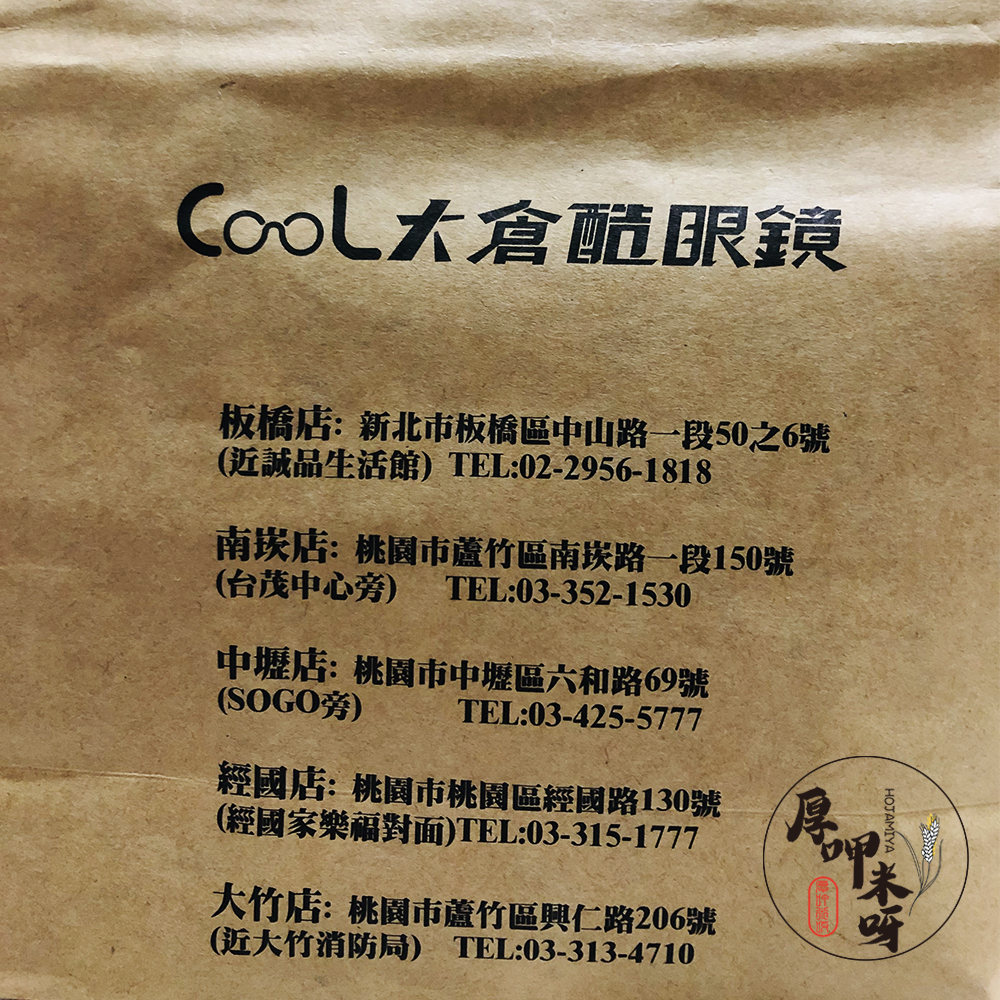 CooL大倉酷眼鏡
板橋店: 新北市板橋區中山路一段50之6號
(近誠品生活館) TEL:02-2956-1818
南崁店: 桃園市蘆竹區南崁路一段150號
(台茂中心旁) TEL:03-352-1530
中壢店: 桃園市中壢區六和路69號
(SOGO旁) TEL:03-425-5777
經國店: 桃園市桃園區經國路130號
(經國家樂福對面)TEL:03-315-1777
大竹店: 桃園市蘆竹區興仁路206號
(近大竹消防局) TEL:03-313-4710
厚呷米呀
HOTAMIYA